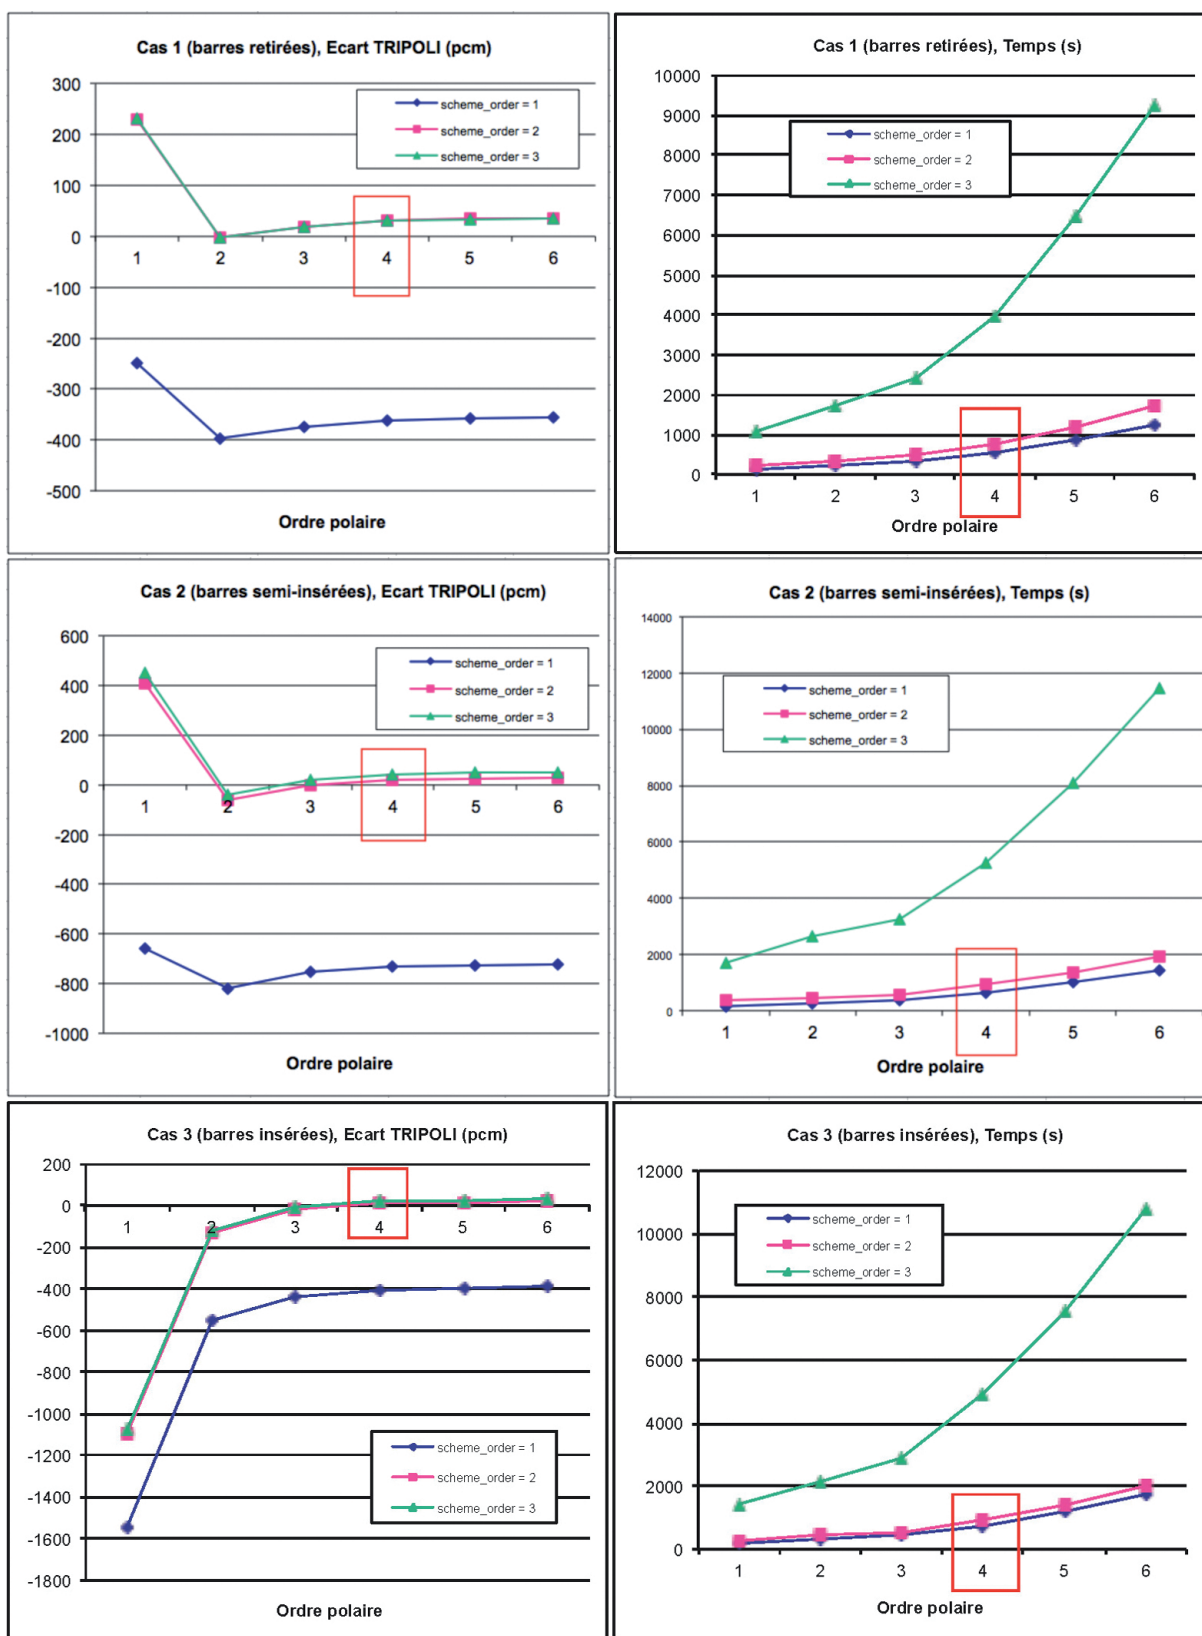 Cas 1 (barres retirées), Ecart TRIPOLI (pcm)
300
200
100
0
-100
-200
-300
-400
-500
1 2 3 4 5 6
scheme_order = 1
scheme_order = 2
scheme_order = 3
Ordre polaire
Cas 1 (barres retirées), Temps (s)
10000
9000
8000
7000
6000
5000
4000
3000
2000
1000
0
1 2 3 4 5 6
scheme_order = 1
scheme_order = 2
scheme_order = 3
Ordre polaire
Cas 2 (barres semi-insérées), Ecart TRIPOLI (pcm)
600
400
200
0
-200
-400
-600
-800
-1000
1 2 3 4 5 6
scheme_order = 1
scheme_order = 2
scheme_order = 3
Ordre polaire
Cas 2 (barres semi-insérées), Temps (s)
14000
12000
10000
8000
6000
4000
2000
0
1 2 3 4 5 6
scheme_order = 1
scheme_order = 2
scheme_order = 3
Ordre polaire
Cas 3 (barres insérées), Ecart TRIPOLI (pcm)
200
0
-200
-400
-600
-800
-1000
-1200
-1400
-1600
-1800
1 2 3 4 5 6
scheme_order = 1
scheme_order = 2
scheme_order = 3
Ordre polaire
Cas 3 (barres insérées), Temps (s)
12000
10000
8000
6000
4000
2000
0
1 2 3 4 5 6
scheme_order = 1
scheme_order = 2
scheme_order = 3
Ordre polaire